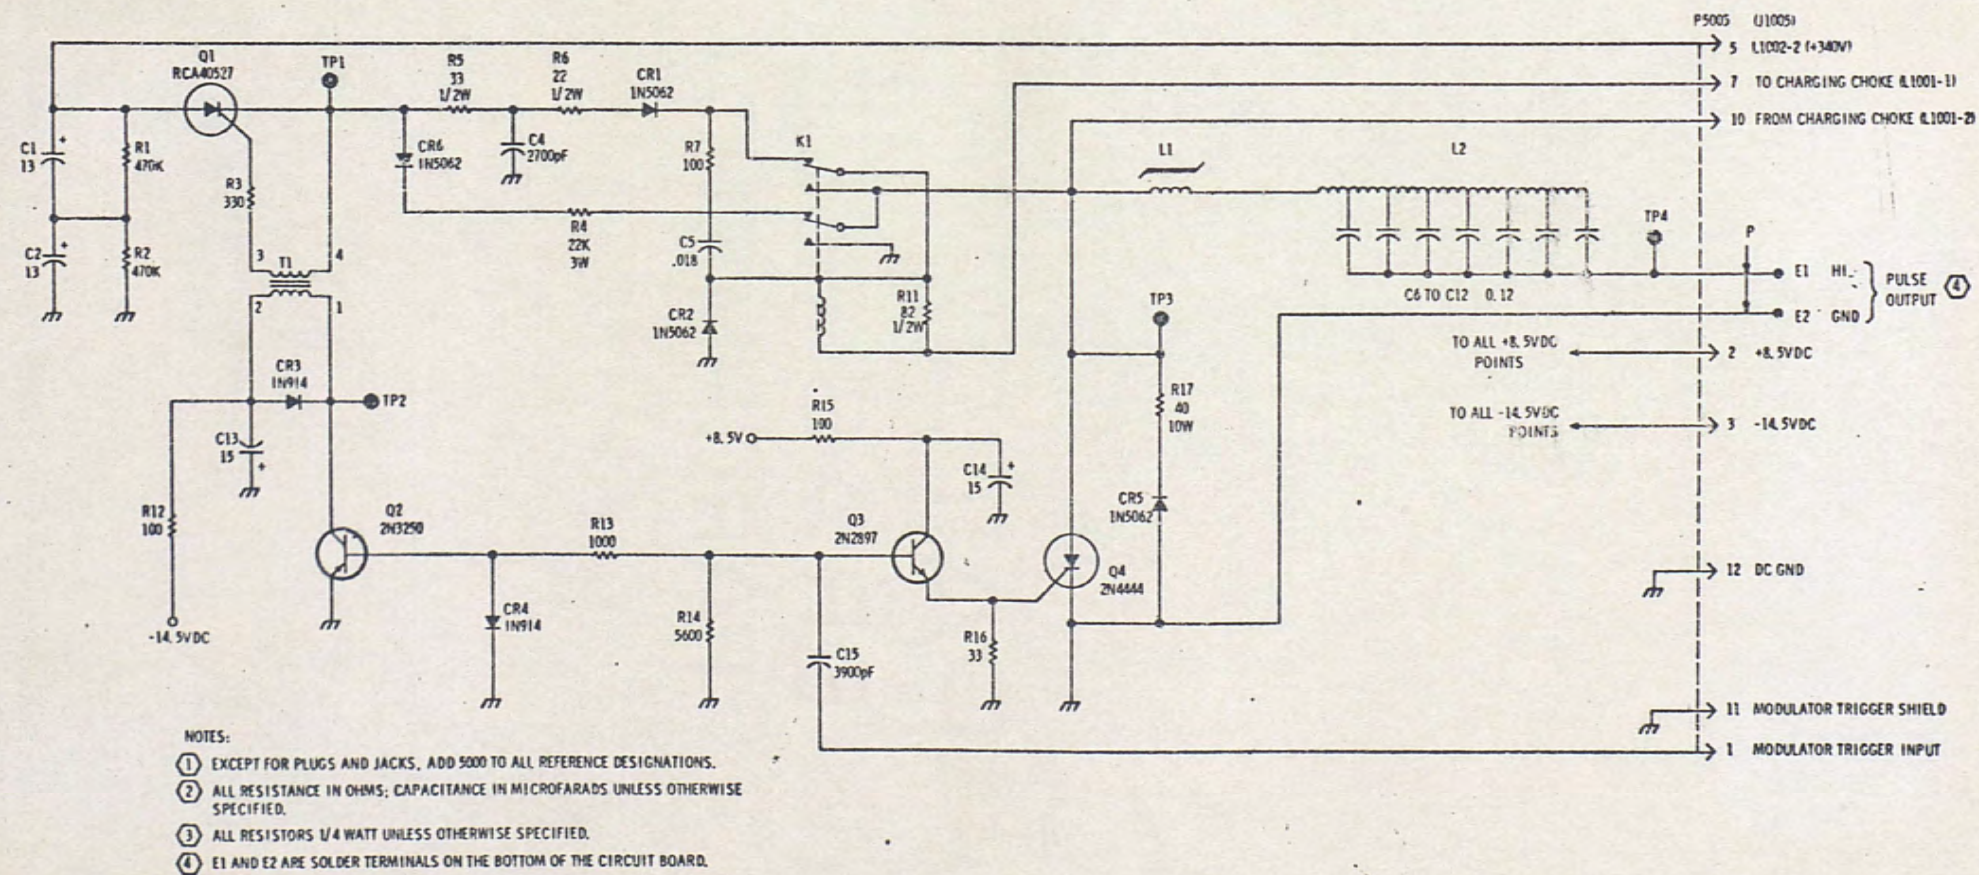 P5005 (J1005)
5 L1002-2 (+340V)
7 TO CHARGING CHOKE (L1001-1)
10 FROM CHARGING CHOKE (L1001-2)
Q1
RCA40527
TP1
R5
33
1/2W
R6
22
1/2W
CR1
1N5062
C1
13
+
R1
470K
R3
330
CR6
1N5062
C4
2700pF
R7
100
K1
L1
L2
C2
13
+
R2
470K
3
T1
4
2
1
R4
22K
3W
C5
.018
TP4
P
E1 HI
E2 GND
PULSE
OUTPUT
4
C6 TO C12 0.12
CR2
1N5062
R11
82
1/2W
TP3
TO ALL +8.5VDC
POINTS
2 +8.5VDC
CR3
1N914
TP2
R17
40
10W
TO ALL -14.5VDC
POINTS
3 -14.5VDC
C13
15
+
+8.5V
R15
100
C14
15
+
CR5
1N5062
R12
100
Q2
2N3250
R13
1000
Q3
2N2897
Q4
2N4444
12 DC GND
-14.5VDC
CR4
1N914
R14
5600
R16
33
C15
3900pF
11 MODULATOR TRIGGER SHIELD
1 MODULATOR TRIGGER INPUT
NOTES:
1 EXCEPT FOR PLUGS AND JACKS, ADD 5000 TO ALL REFERENCE DESIGNATIONS.
2 ALL RESISTANCE IN OHMS; CAPACITANCE IN MICROFARADS UNLESS OTHERWISE
SPECIFIED.
3 ALL RESISTORS 1/4 WATT UNLESS OTHERWISE SPECIFIED.
4 E1 AND E2 ARE SOLDER TERMINALS ON THE BOTTOM OF THE CIRCUIT BOARD.